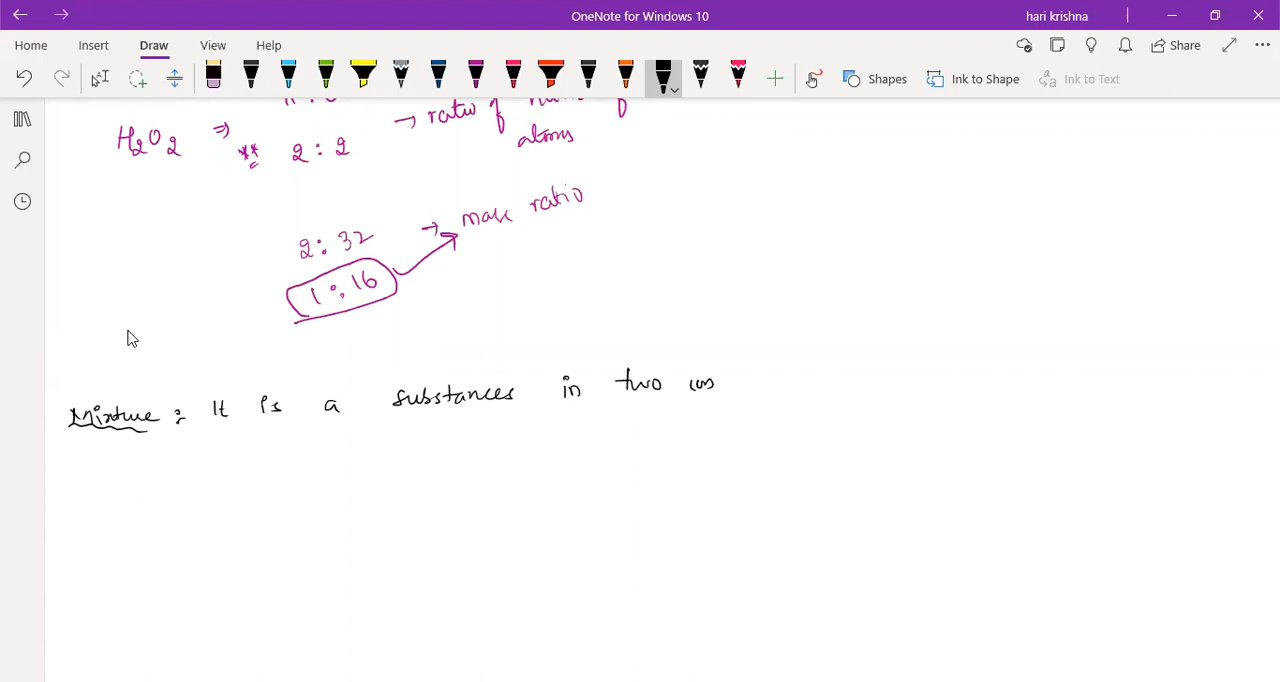 OneNote for Windows 10
hari krishna
Home Insert Draw View Help
Share
Shapes Ink to Shape Ink to Text
H2O2 ⇒ ** 2 : 2 → ratio of
atoms
2 : 32 → mass ratio
1 : 16
Mixture : It is a substances in two